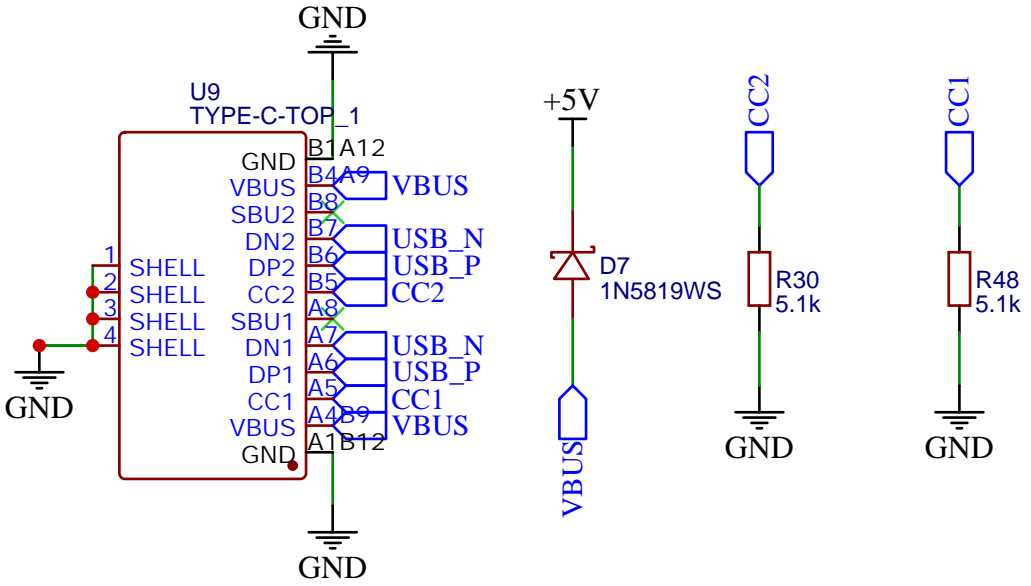 GND
U9
TYPE-C-TOP_1
GND
B1A12
VBUS
B4A9
VBUS
SBU2
B8
DN2
B7
USB_N
DP2
B6
USB_P
CC2
B5
CC2
SBU1
A8
DN1
A7
USB_N
DP1
A6
USB_P
CC1
A5
CC1
VBUS
A4B9
VBUS
GND
A1B12
1
SHELL
2
SHELL
3
SHELL
4
SHELL
GND
GND
+5V
D7
1N5819WS
VBUS
CC2
R30
5.1k
GND
CC1
R48
5.1k
GND